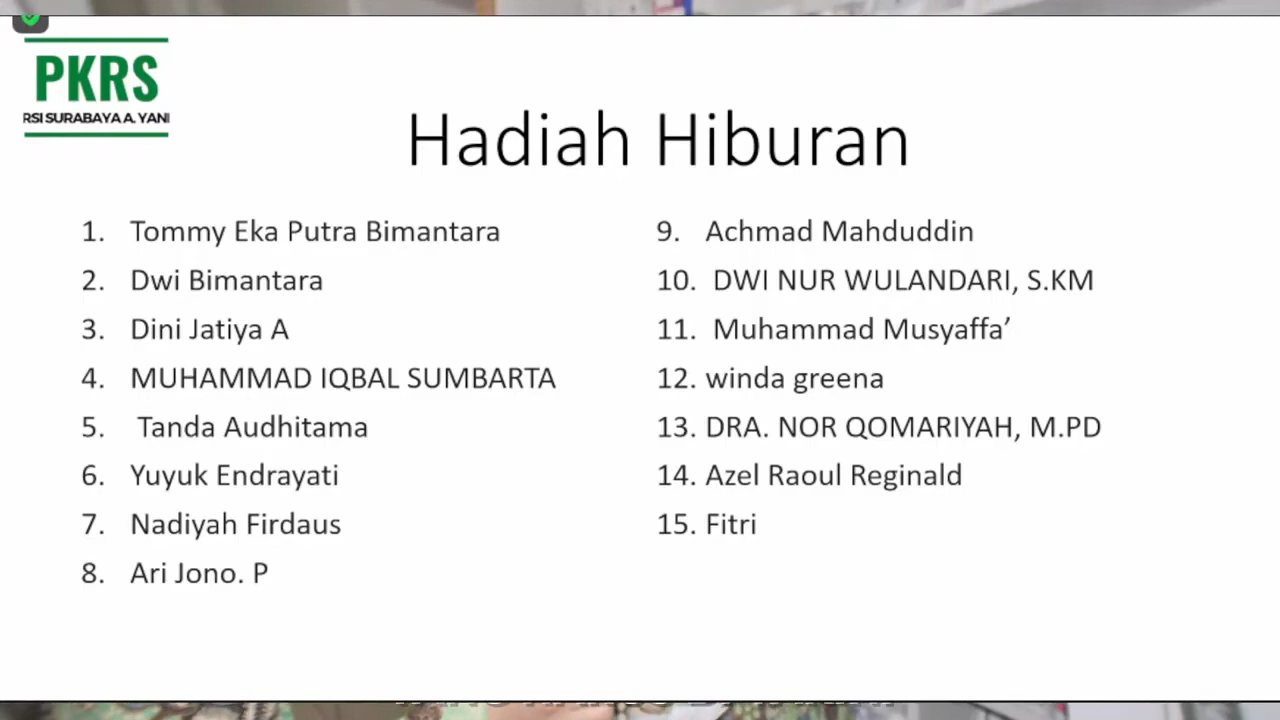 PKRS
RSI SURABAYA A. YANI
Hadiah Hiburan
1. Tommy Eka Putra Bimantara
2. Dwi Bimantara
3. Dini Jatiya A
4. MUHAMMAD IQBAL SUMBARTA
5. Tanda Audhitama
6. Yuyuk Endrayati
7. Nadiyah Firdaus
8. Ari Jono. P
9. Achmad Mahduddin
10. DWI NUR WULANDARI, S.KM
11. Muhammad Musyaffa’
12. winda greena
13. DRA. NOR QOMARIYAH, M.PD
14. Azel Raoul Reginald
15. Fitri